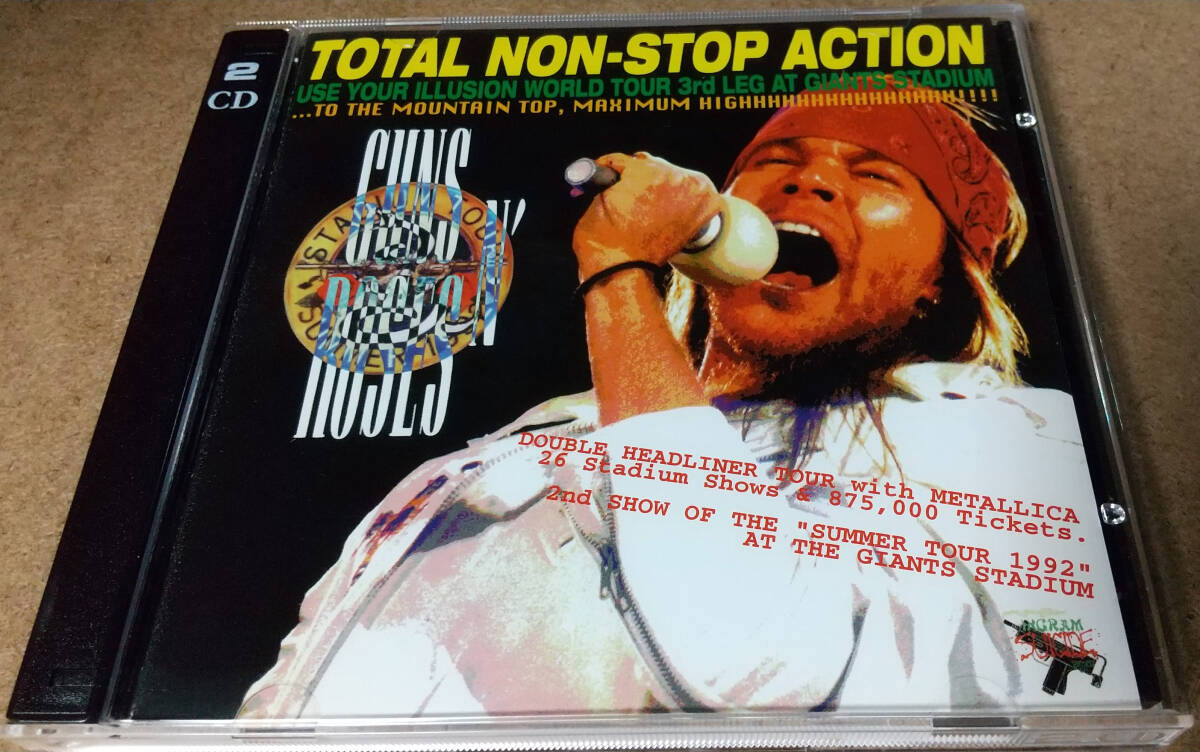 2
CD
TOTAL NON-STOP ACTION
USE YOUR ILLUSION WORLD TOUR 3rd LEG AT GIANTS STADIUM
...TO THE MOUNTAIN TOP, MAXIMUM HIGHHHHHHHHHHHHHHHHH!!!!
GUNS
N'
ROSES
DOUBLE HEADLINER TOUR with METALLICA
26 Stadium Shows & 875,000 Tickets.
2nd SHOW OF THE "SUMMER TOUR 1992"
AT THE GIANTS STADIUM
INGRAM
SUICIDE